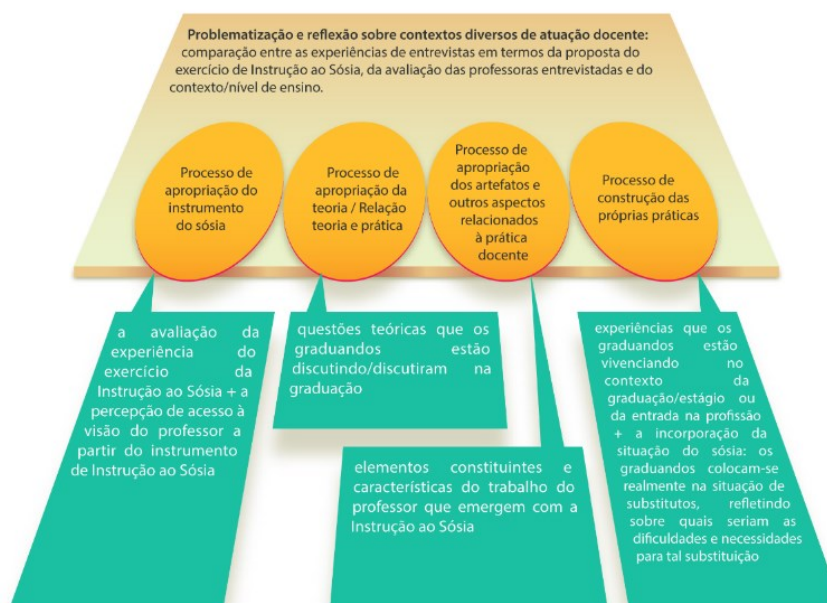 Problematização e reflexão sobre contextos diversos de atuação docente:
comparação entre as experiências de entrevistas em termos da proposta do
exercício de Instrução ao Sósia, da avaliação das professoras entrevistadas e do
contexto/nível de ensino.
Processo de
apropriação do
instrumento
do sósia
Processo de
apropriação da
teoria / Relação
teoria e prática
Processo de
apropriação
dos artefatos e
outros aspectos
relacionados
à prática
docente
Processo de
construção das
próprias práticas
a avaliação da
experiência do
exercício da
Instrução ao Sósia + a
percepção de acesso à
visão do professor a
partir do instrumento
de Instrução ao Sósia
questões teóricas que os
graduandos estão
discutindo/discutiram na
graduação
elementos constituintes e
características do trabalho do
professor que emergem com a
Instrução ao Sósia
experiências que os
graduandos estão
vivenciando no
contexto da
graduação/estágio ou
da entrada na profissão
+ a incorporação da
situação do sósia: os
graduandos colocam-se
realmente na situação de
substitutos, refletindo
sobre quais seriam as
dificuldades e necessidades
para tal substituição